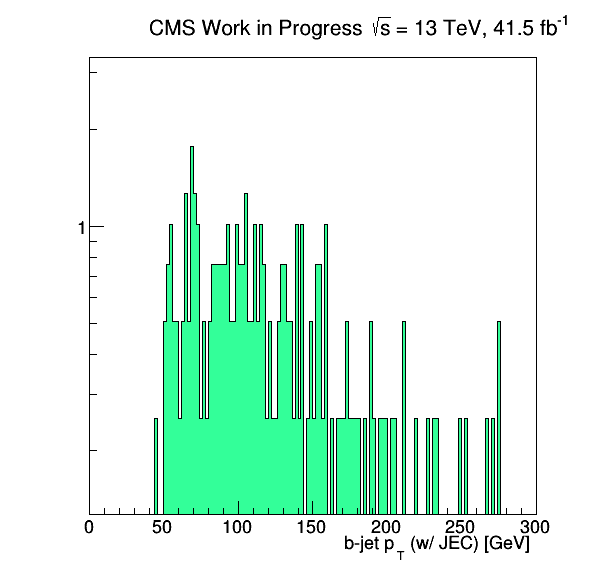 CMS Work in Progress √s = 13 TeV, 41.5 fb⁻¹
1
0 50 100 150 200 250 300
b-jet p_T (w/ JEC) [GeV]